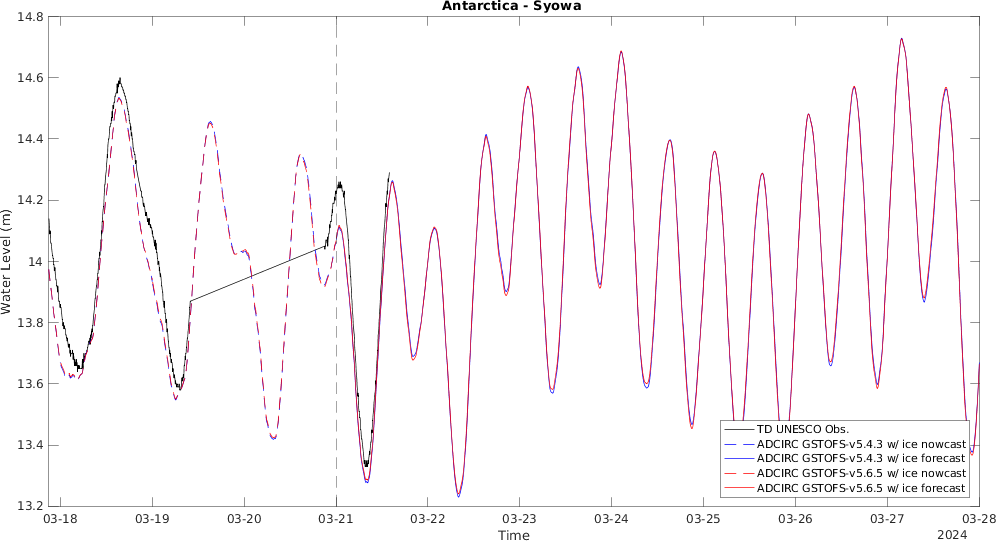 Antarctica - Syowa
14.8
14.6
14.4
14.2
14
13.8
13.6
13.4
13.2
Water Level (m)
TD UNESCO Obs.
ADCIRC GSTOFS-v5.4.3 w/ ice nowcast
ADCIRC GSTOFS-v5.4.3 w/ ice forecast
ADCIRC GSTOFS-v5.6.5 w/ ice nowcast
ADCIRC GSTOFS-v5.6.5 w/ ice forecast
03-18 03-19 03-20 03-21 03-22 03-23 03-24 03-25 03-26 03-27 03-28
Time
2024